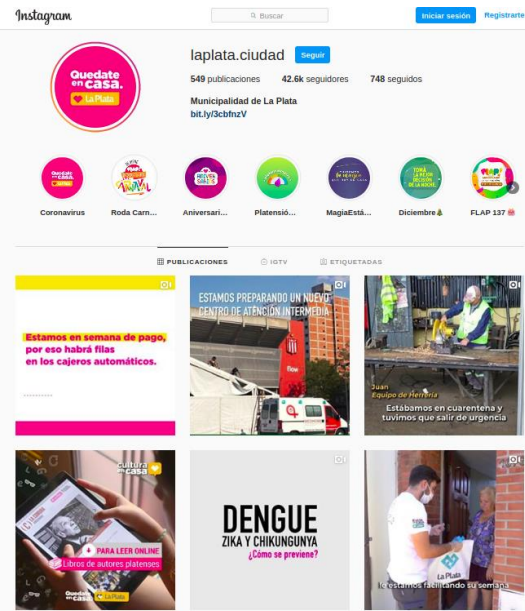 Instagram
Buscar
Iniciar sesión
Registrarte
laplata.ciudad
Seguir
549 publicaciones
42.6k seguidores
748 seguidos
Municipalidad de La Plata
bit.ly/3cbfnzV
Quedate
en casa.
La Plata
Coronavirus
Roda Carn...
Aniversari...
Platensió...
MagiaEstá...
Diciembre
FLAP 137
PUBLICACIONES
IGTV
ETIQUETADAS
Estamos en semana de pago,
por eso habrá filas
en los cajeros automáticos.
ESTAMOS PREPARANDO UN NUEVO
CENTRO DE ATENCIÓN INTERMEDIA
flow
Juan
Equipo de Herrería
Estábamos en cuarentena y
tuvimos que salir de urgencia
cultura
en casa
PARA LEER ONLINE
Libros de autores platenses
Quedate
en casa
La Plata
DENGUE
ZIKA Y CHIKUNGUNYA
¿Cómo se previene?
La Plata
le estamos facilitando su semana